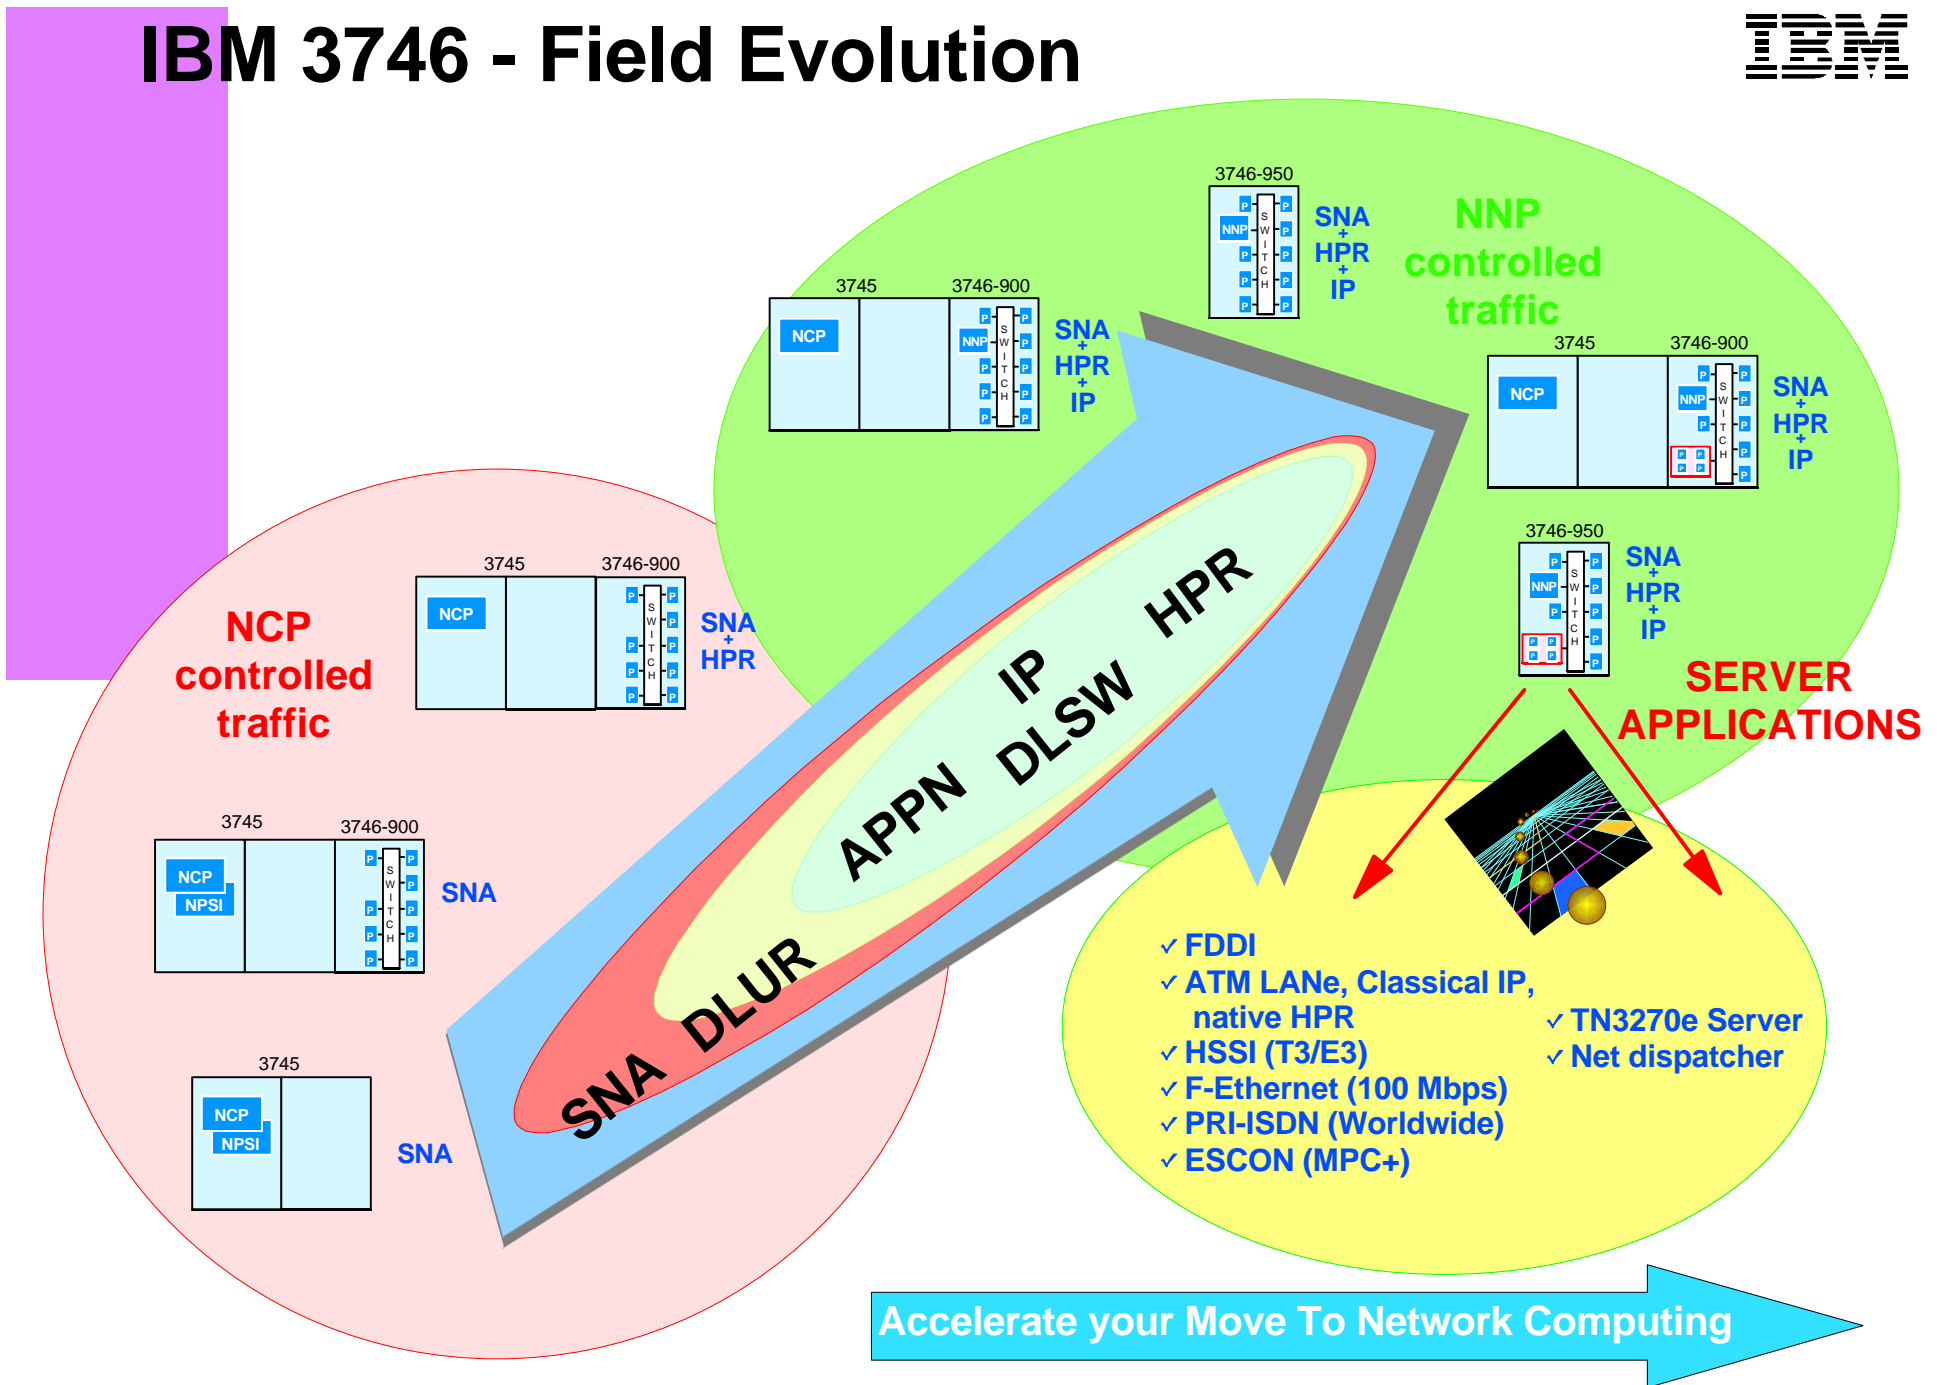 IBM 3746 - Field Evolution
IBM
3746-950
P P
S
W
I
T
C
H
NNP P
P P
P P
P P
SNA
+
HPR
+
IP
NNP
controlled
traffic
3745 3746-900
NCP
P P
S
W
I
T
C
H
NNP P
P P
P P
P P
SNA
+
HPR
+
IP
3745 3746-900
NCP
P P
S
W
I
T
C
H
NNP P
P P
P P
P P
P
P
SNA
+
HPR
+
IP
3746-950
P P
S
W
I
T
C
H
NNP P
P P
P P
P P
P
P
SNA
+
HPR
+
IP
SERVER
APPLICATIONS
NCP
controlled
traffic
3745 3746-900
NCP
P P
S
W
I
T
C
H
P
P P
P P
P P
SNA
+
HPR
3745 3746-900
NCP
NPSI
P P
S
W
I
T
C
H
P
P P
P P
P P
SNA
3745
NCP
NPSI
SNA
SNA DLUR APPN IP DLSW HPR
✓ FDDI
✓ ATM LANe, Classical IP,
native HPR
✓ HSSI (T3/E3)
✓ F-Ethernet (100 Mbps)
✓ PRI-ISDN (Worldwide)
✓ ESCON (MPC+)
✓ TN3270e Server
✓ Net dispatcher
Accelerate your Move To Network Computing